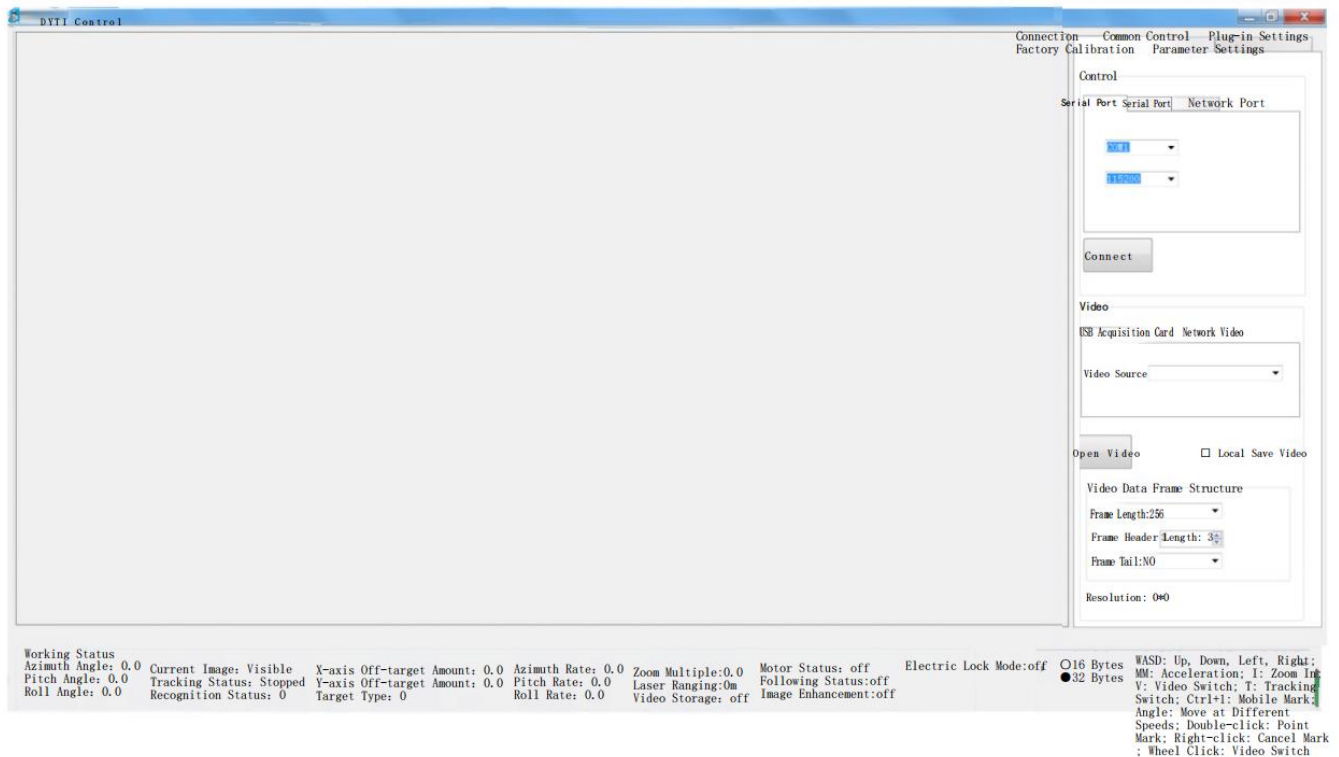 DYTI Control
Connection Common Control Plug-in Settings
Factory Calibration Parameter Settings
Control
Serial Port Serial Port Network Port
COM1
115200
Connect
Video
USB Acquisition Card Network Video
Video Source
Open Video
Local Save Video
Video Data Frame Structure
Frame Length:256
Frame Header Length: 3
Frame Tail:NO
Resolution: 0*0
Working Status
Azimuth Angle: 0.0
Pitch Angle: 0.0
Roll Angle: 0.0
Current Image: Visible
Tracking Status: Stopped
Recognition Status: 0
X-axis Off-target Amount: 0.0
Y-axis Off-target Amount: 0.0
Target Type: 0
Azimuth Rate: 0.0
Pitch Rate: 0.0
Roll Rate: 0.0
Zoom Multiple:0.0
Laser Ranging:0m
Video Storage: off
Motor Status: off
Following Status:off
Image Enhancement:off
Electric Lock Mode:off
16 Bytes
32 Bytes
WASD: Up, Down, Left, Right;
MM: Acceleration; I: Zoom In;
V: Video Switch; T: Tracking
Switch; Ctrl+1: Mobile Mark;
Angle: Move at Different
Speeds; Double-click: Point
Mark; Right-click: Cancel Mark
; Wheel Click: Video Switch